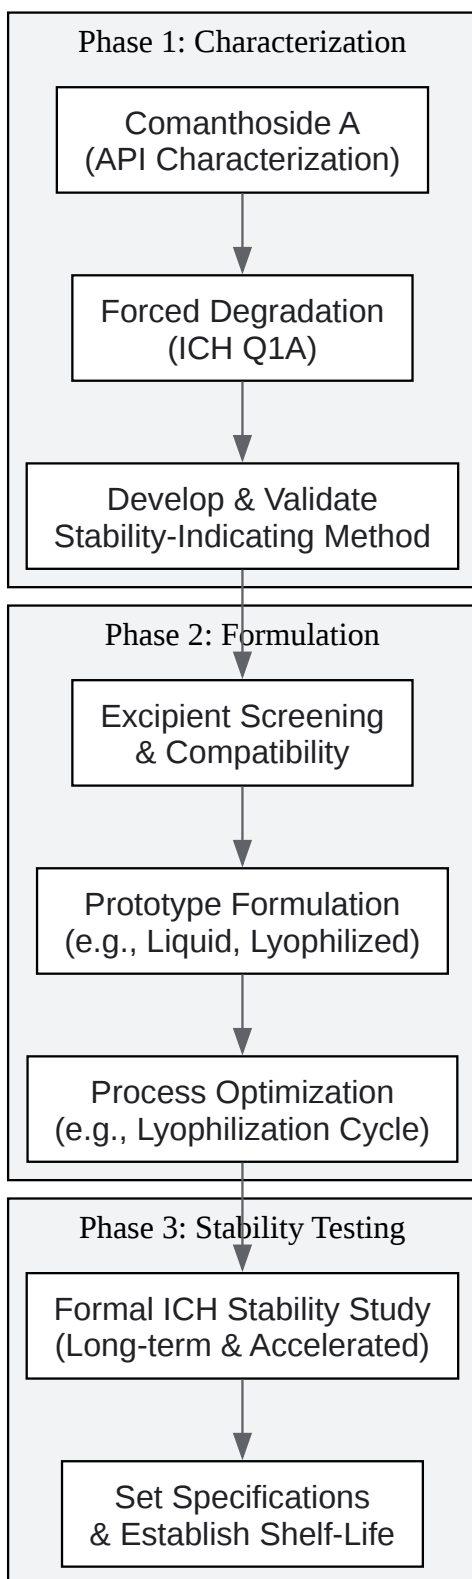 Phase 1: Characterization
Comanthoside A
(API Characterization)
Forced Degradation
(ICH Q1A)
Develop & Validate
Stability-Indicating Method
Phase 2: Formulation
Excipient Screening
& Compatibility
Prototype Formulation
(e.g., Liquid, Lyophilized)
Process Optimization
(e.g., Lyophilization Cycle)
Phase 3: Stability Testing
Formal ICH Stability Study
(Long-term & Accelerated)
Set Specifications
& Establish Shelf-Life